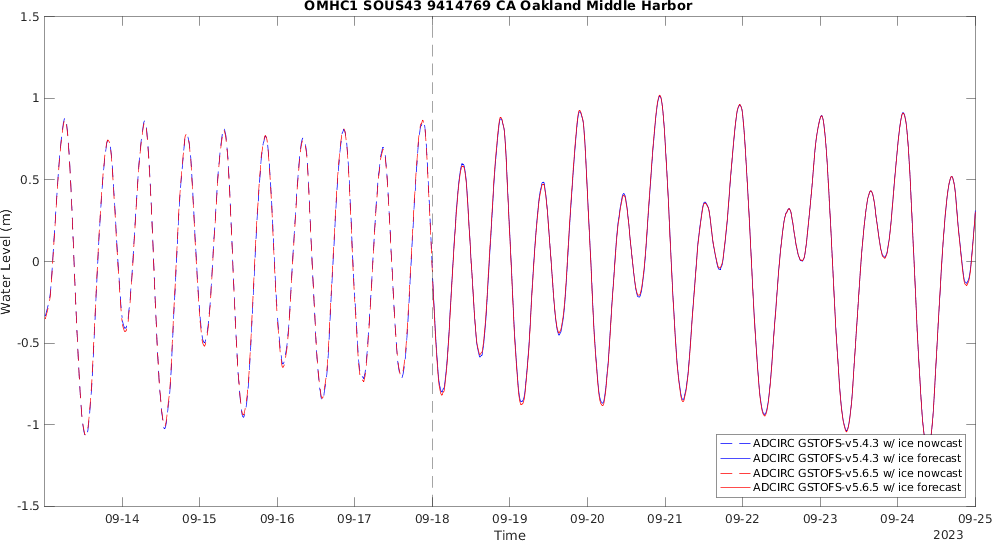 OMHC1 SOUS43 9414769 CA Oakland Middle Harbor
1.5
1
0.5
0
-0.5
-1
-1.5
Water Level (m)
09-14 09-15 09-16 09-17 09-18 09-19 09-20 09-21 09-22 09-23 09-24 09-25
Time
2023
ADCIRC GSTOFS-v5.4.3 w/ ice nowcast
ADCIRC GSTOFS-v5.4.3 w/ ice forecast
ADCIRC GSTOFS-v5.6.5 w/ ice nowcast
ADCIRC GSTOFS-v5.6.5 w/ ice forecast